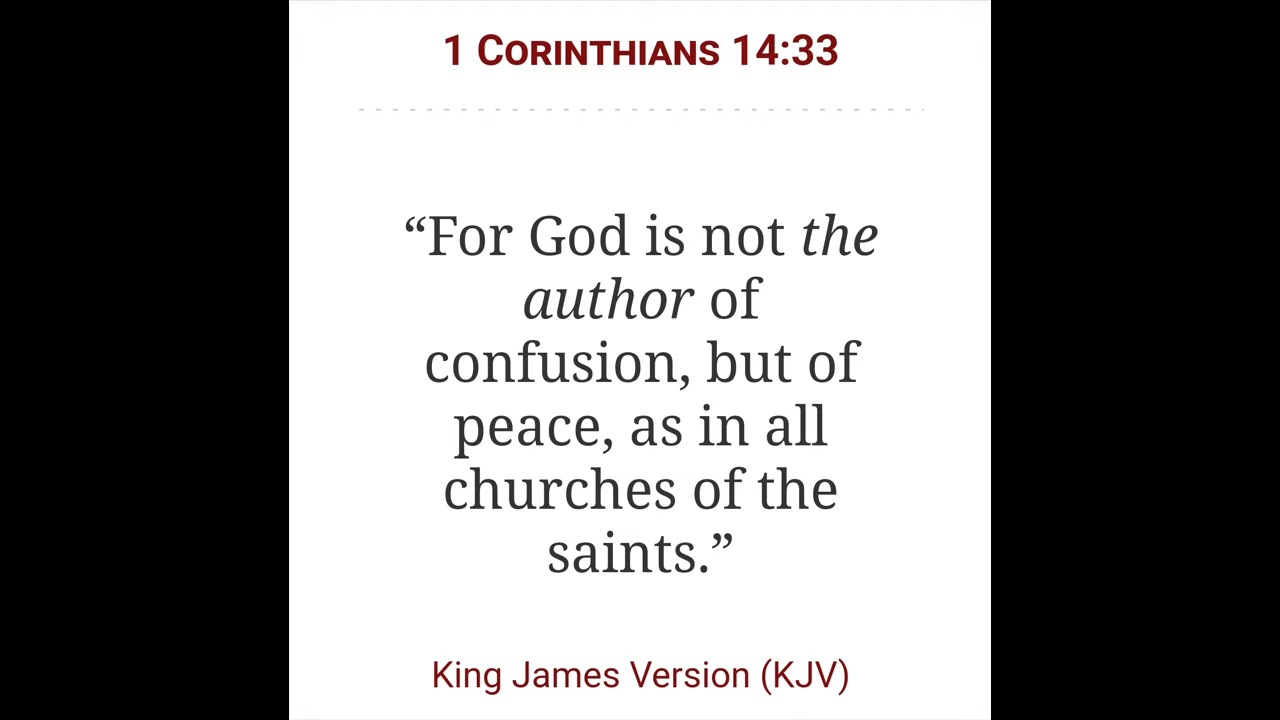 1 Corinthians 14:33
“For God is not the
author of
confusion, but of
peace, as in all
churches of the
saints.”
King James Version (KJV)